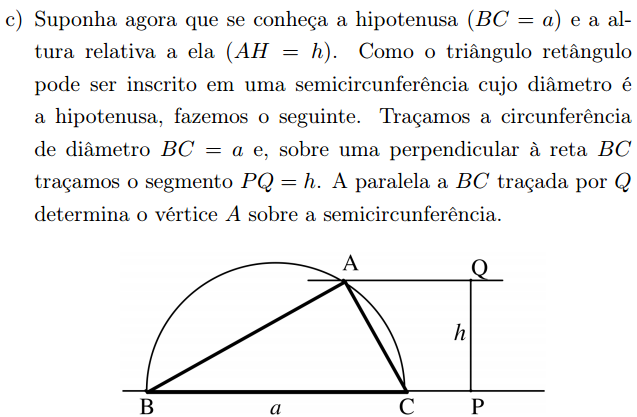 c) Suponha agora que se conheça a hipotenusa (BC = a) e a al-
tura relativa a ela (AH = h). Como o triângulo retângulo
pode ser inscrito em uma semicircunferência cujo diâmetro é
a hipotenusa, fazemos o seguinte. Traçamos a circunferência
de diâmetro BC = a e, sobre uma perpendicular à reta BC
traçamos o segmento PQ = h. A paralela a BC traçada por Q
determina o vértice A sobre a semicircunferência.
A Q
h
B a C P